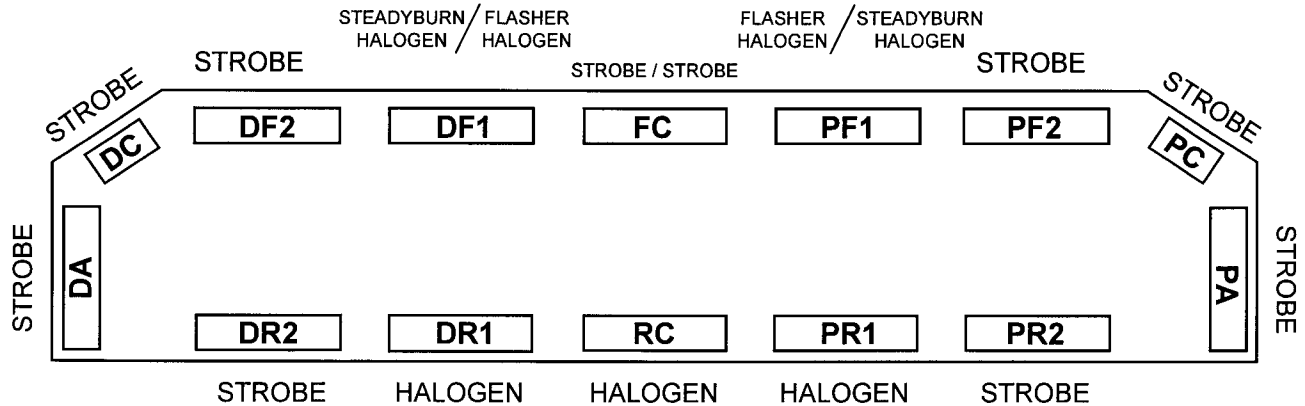 STEADYBURN / FLASHER
HALOGEN HALOGEN
FLASHER / STEADYBURN
HALOGEN HALOGEN
STROBE
STROBE / STROBE
STROBE
STROBE
STROBE
DC
DF2
DF1
FC
PF1
PF2
PC
STROBE
DA
PA
STROBE
DR2
DR1
RC
PR1
PR2
STROBE
HALOGEN
HALOGEN
HALOGEN
STROBE